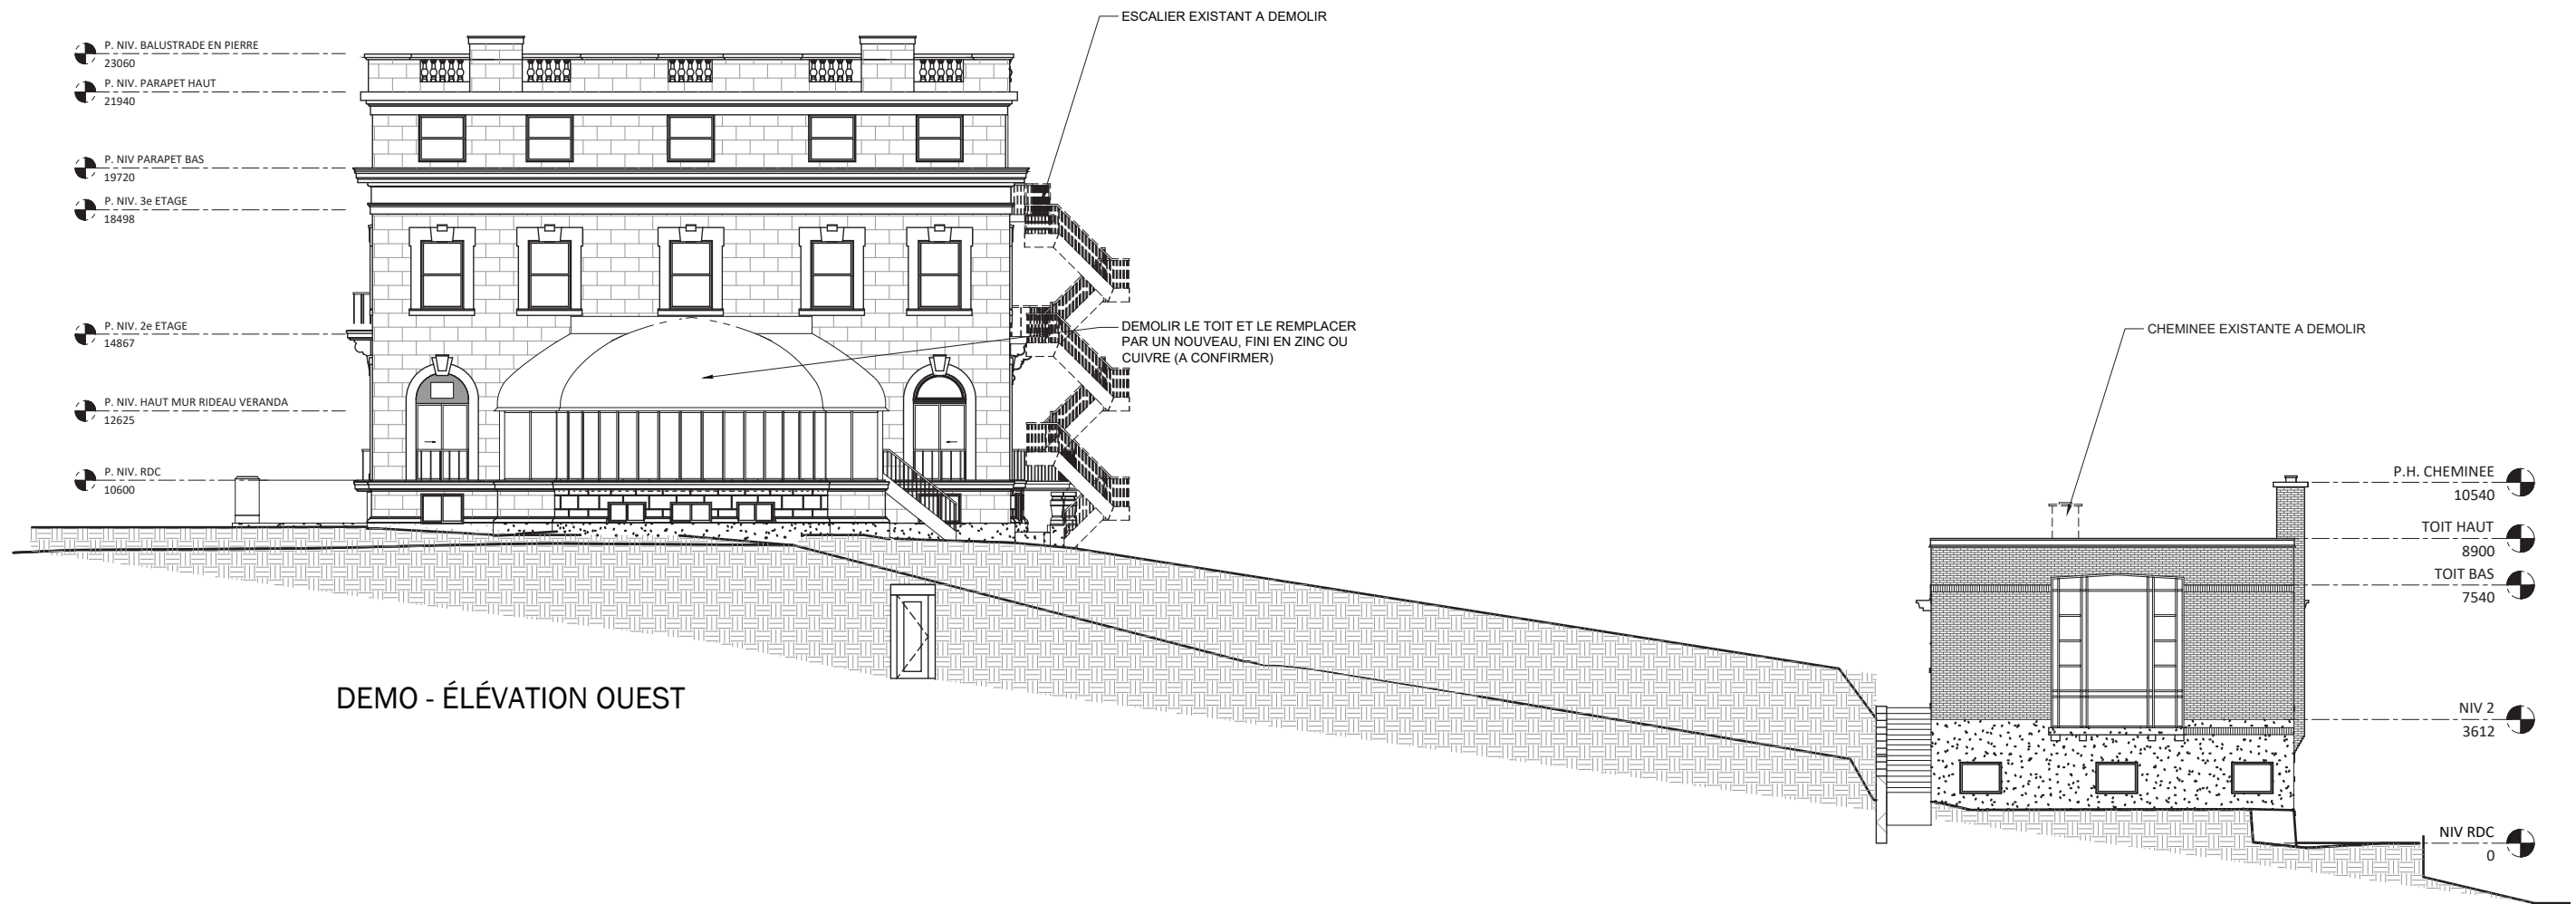 ESCALIER EXISTANT A DEMOLIR
P. NIV. BALUSTRADE EN PIERRE
23060
P. NIV. PARAPET HAUT
21940
P. NIV PARAPET BAS
19720
P. NIV. 3e ETAGE
18498
P. NIV. 2e ETAGE
14867
P. NIV. HAUT MUR RIDEAU VERANDA
12625
P. NIV. RDC
10600
DEMOLIR LE TOIT ET LE REMPLACER
PAR UN NOUVEAU, FINI EN ZINC OU
CUIVRE (A CONFIRMER)
CHEMINEE EXISTANTE A DEMOLIR
P.H. CHEMINEE
10540
TOIT HAUT
8900
TOIT BAS
7540
NIV 2
3612
NIV RDC
0
DEMO - ÉLÉVATION OUEST